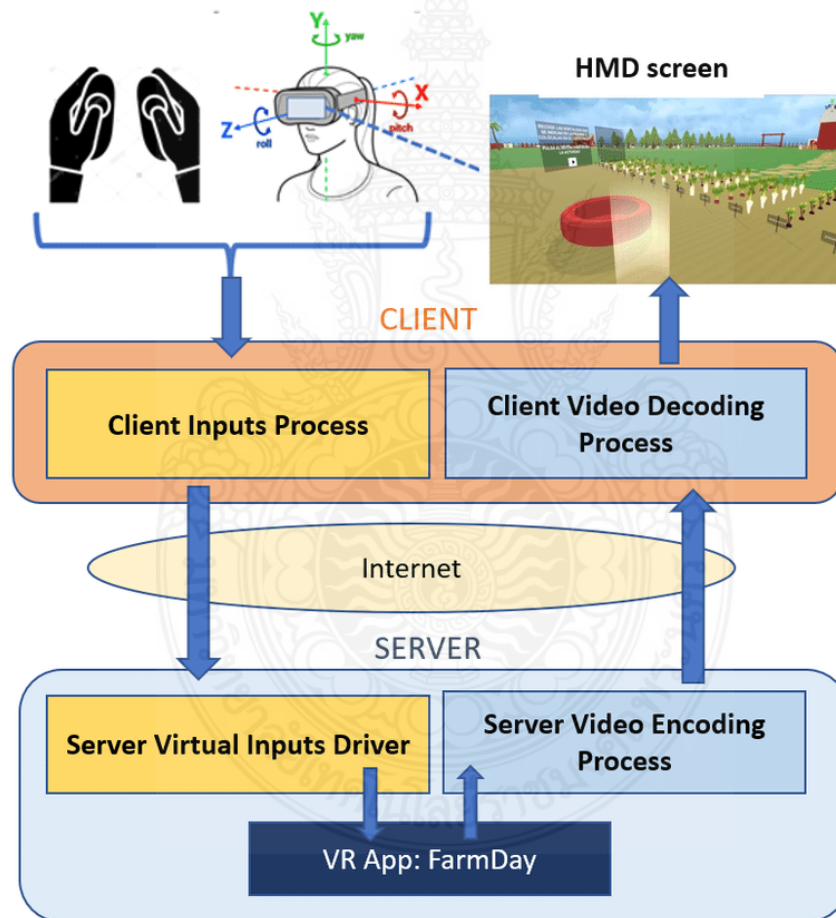 Y
yaw
X
pitch
Z
roll
HMD screen
CLIENT
Client Inputs Process
Client Video Decoding
Process
Internet
SERVER
Server Virtual Inputs Driver
Server Video Encoding
Process
VR App: FarmDay